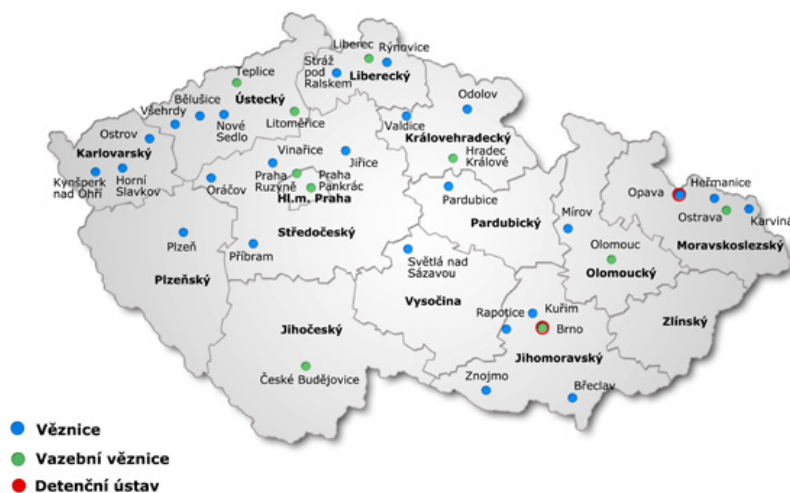 Liberec
Rýnovice
Stráž
pod
Ralskem
Liberecký
Teplice
Ústecký
Bělušice
Všehrdy
Nové
Sedlo
Litoměřice
Ostrov
Karlovarský
Kynšperk
nad Ohří
Horní
Slavkov
Odolov
Valdice
Královehradecký
Hradec
Králové
Vinařice
Jiřice
Praha
Ruzyně
Praha
Pankrác
Hl.m. Praha
Oráčov
Středočeský
Pardubice
Pardubický
Opava
Heřmanice
Ostrava
Karviná
Moravskoslezský
Mírov
Olomouc
Olomoucký
Plzeň
Plzeňský
Příbram
Světlá nad
Sázavou
Vysočina
Zlínský
Rapotice
Kuřim
Brno
Jihomoravský
Jihočeský
České Budějovice
Znojmo
Břeclav
Věznice
Vazební věznice
Detenční ústav